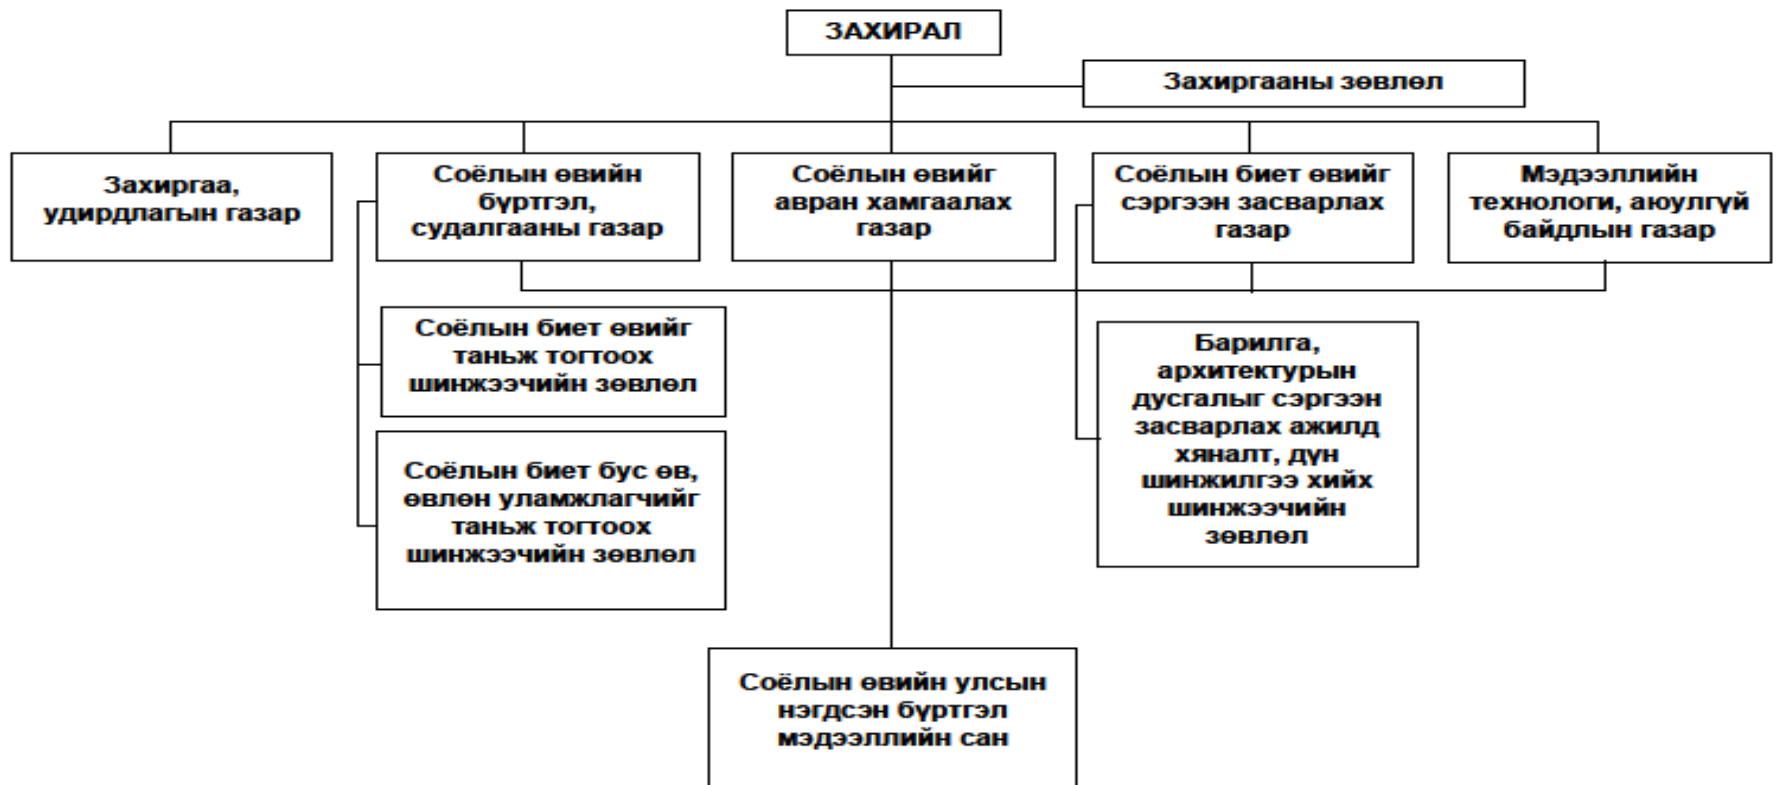 ЗАХИРАЛ
Захиргааны зөвлөл
Захиргаа,
удирдлагын газар
Соёлын өвийн
бүртгэл,
судалгааны газар
Соёлын өвийг
авран хамгаалах
газар
Соёлын биет өвийг
сэргээн засварлах
газар
Мэдээллийн
технологи, аюулгүй
байдлын газар
Соёлын биет өвийг
таньж тогтоох
шинжээчийн зөвлөл
Соёлын биет бус өв,
өвлөн уламжлагчийг
таньж тогтоох
шинжээчийн зөвлөл
Барилга,
архитектурын
дусгалыг сэргээн
засварлах ажилд
хяналт, дүн
шинжилгээ хийх
шинжээчийн
зөвлөл
Соёлын өвийн улсын
нэгдсэн бүртгэл
мэдээллийн сан